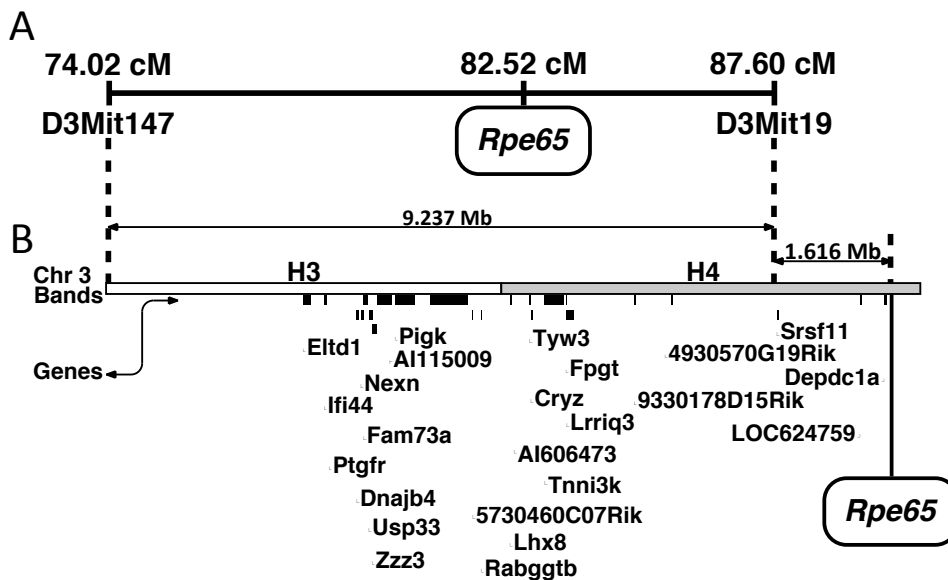 A
74.02 cM 82.52 cM 87.60 cM
D3Mit147 Rpe65 D3Mit19
9.237 Mb
B
1.616 Mb
Chr 3 Bands H3 H4
Genes
Eltd1
Pigk
AI115009
Nexn
Ifi44
Fam73a
Ptgfr
Dnajb4
Usp33
Zzz3
Tyw3
Fpgt
Cryz
Lrriq3
AI606473
Tnni3k
5730460C07Rik
Lhx8
Rabggtb
Srsf11
4930570G19Rik
Depdc1a
9330178D15Rik
LOC624759
Rpe65